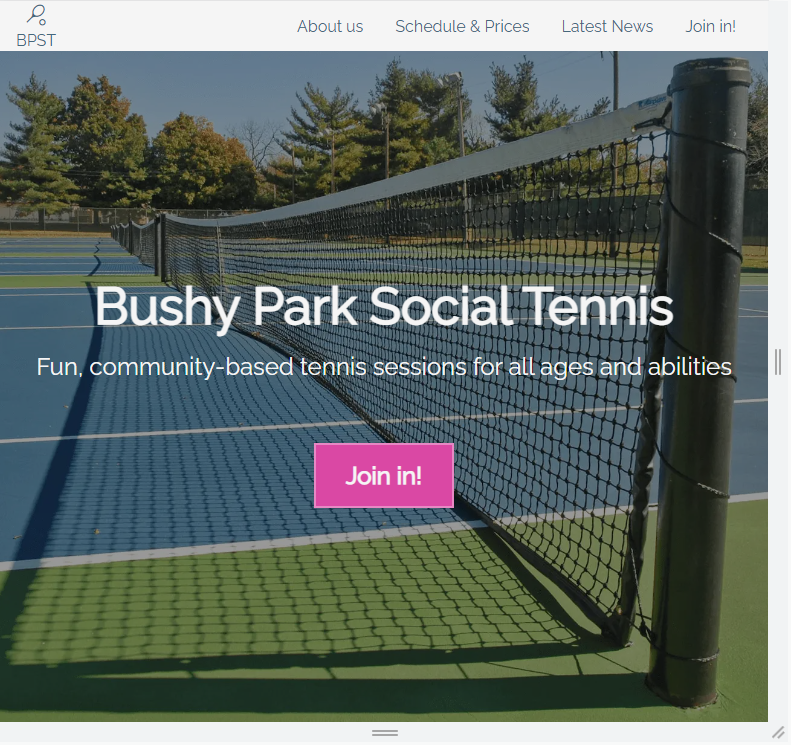 BPST
About us
Schedule & Prices
Latest News
Join in!
Bushy Park Social Tennis
Fun, community-based tennis sessions for all ages and abilities
Join in!